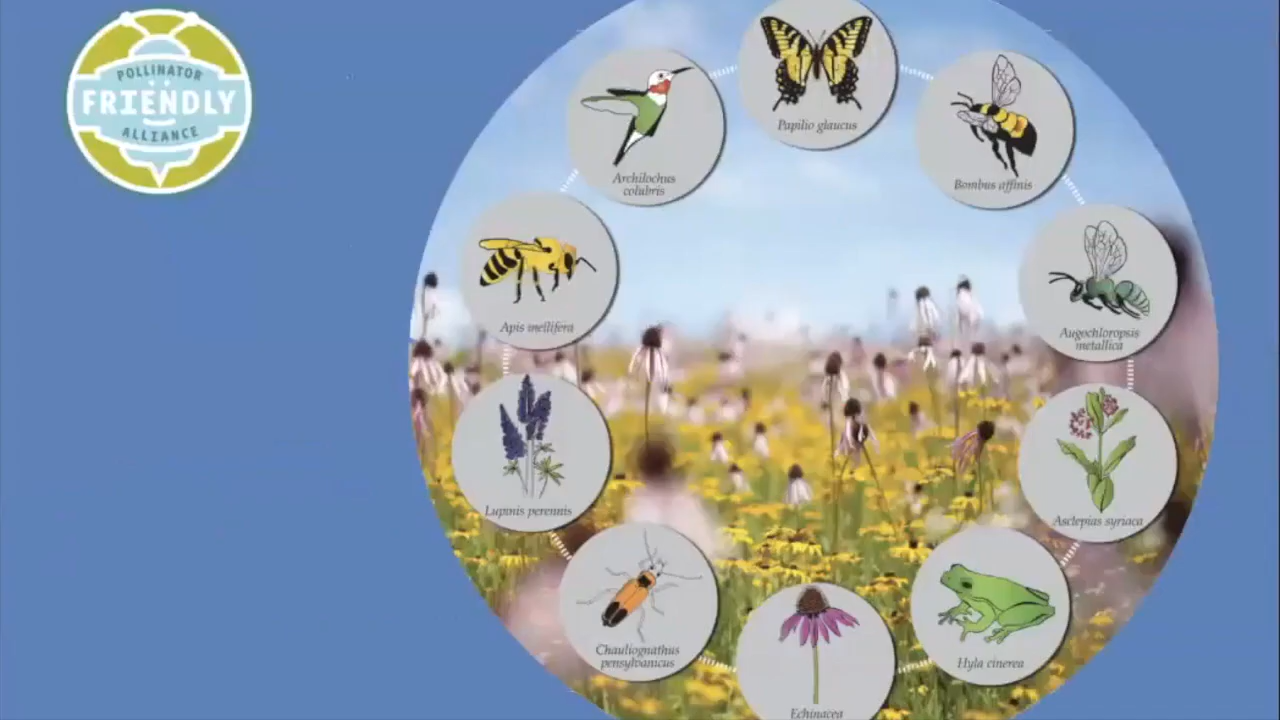 POLLINATOR
FRIENDLY
ALLIANCE
Papilio glaucus
Archilochus
colubris
Bombus affinis
Apis mellifera
Augochloropsis
metallica
Lupinis perennis
Asclepias syriaca
Chauliognathus
pensylvanicus
Hyla cinerea
Echinacea